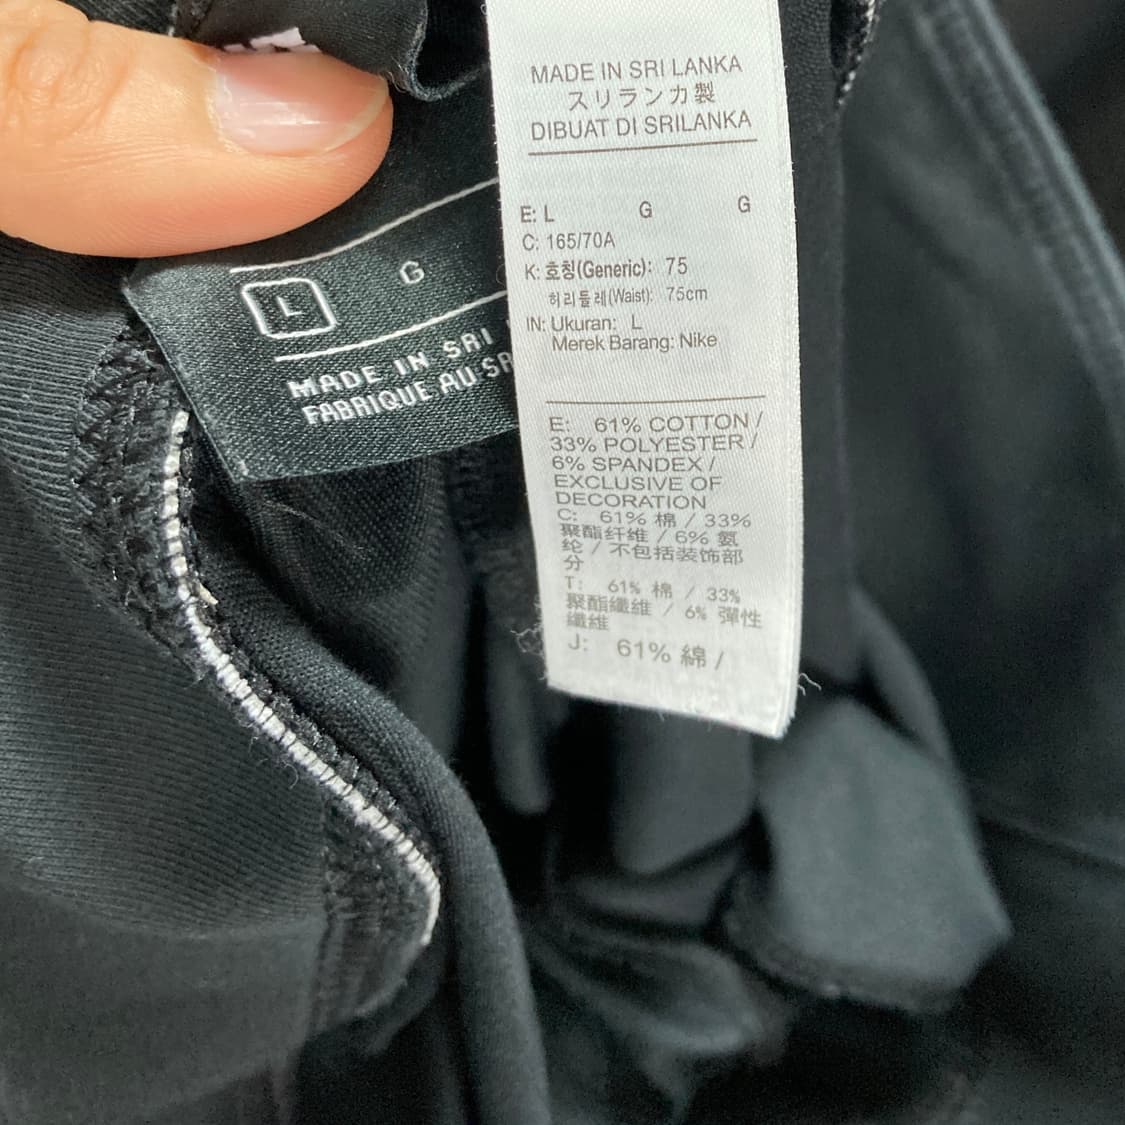 MADE IN SRI LANKA
スリランカ製
DIBUAT DI SRILANKA
E: L G G
C: 165/70A
K: 호칭(Generic): 75
허리둘레(Waist): 75cm
IN: Ukuran: L
Merek Barang: Nike
E: 61% COTTON /
33% POLYESTER /
6% SPANDEX /
EXCLUSIVE OF
DECORATION
C: 61% 棉 / 33%
聚酯纤维 / 6% 氨
纶 / 不包括装饰部
分
T: 61% 棉 / 33%
聚酯纖維 / 6% 彈性
纖維
J: 61% 綿 /
L G
MADE IN SRI
FABRIQUE AU SR